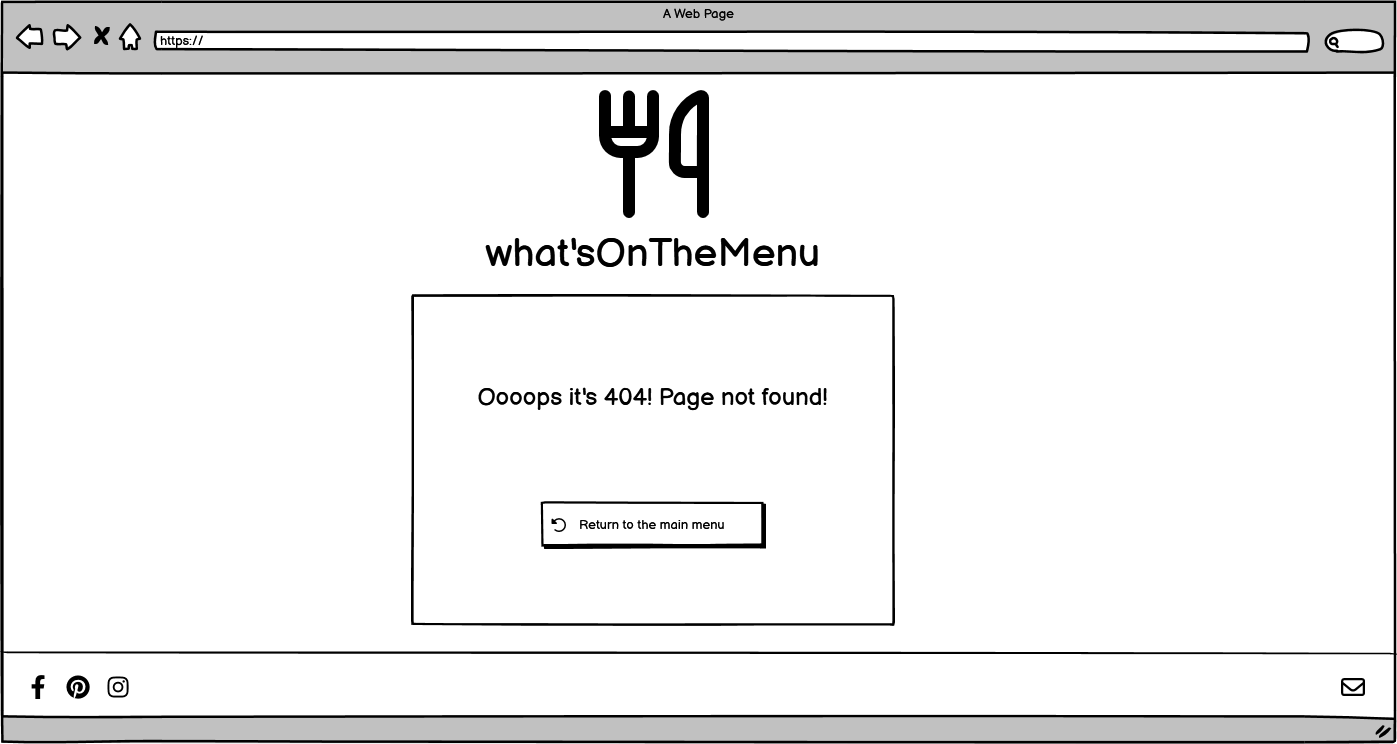 A Web Page
https://
what'sOnTheMenu
Oooops it's 404! Page not found!
Return to the main menu